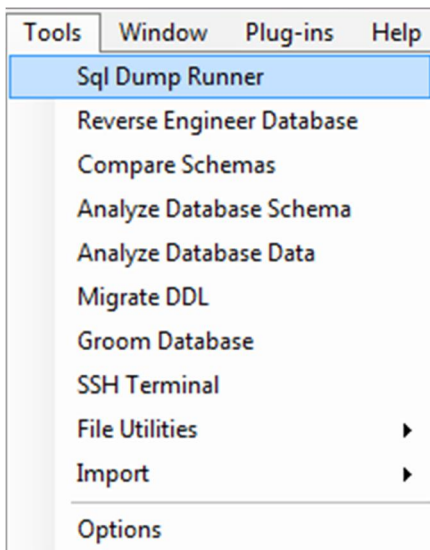 Tools Window Plug-ins Help
Sql Dump Runner
Reverse Engineer Database
Compare Schemas
Analyze Database Schema
Analyze Database Data
Migrate DDL
Groom Database
SSH Terminal
File Utilities
Import
Options